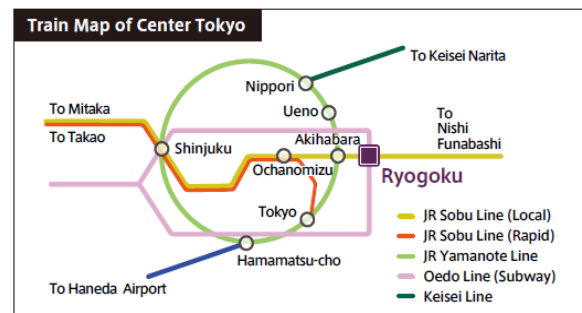 Train Map of Center Tokyo
To Keisei Narita
Nippori
Ueno
To Mitaka
To Takao
To
Nishi
Funabashi
Akihabara
Shinjuku
Ochanomizu
Ryogoku
Tokyo
Hamamatsu-cho
To Haneda Airport
JR Sobu Line (Local)
JR Sobu Line (Rapid)
JR Yamanote Line
Oedo Line (Subway)
Keisei Line